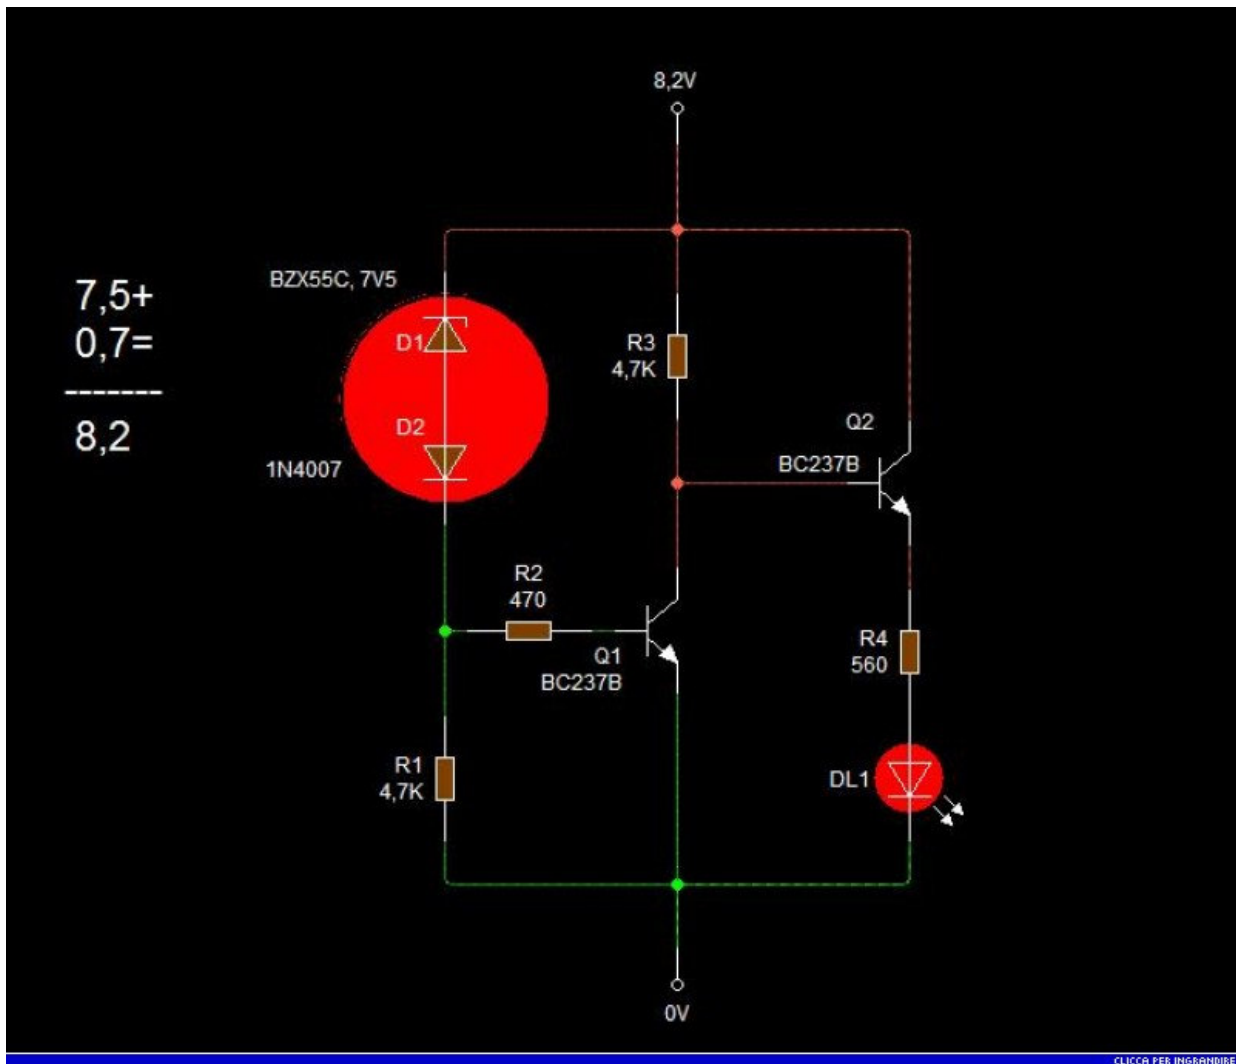 8,2V
BZX55C, 7V5
7,5+
0,7=
-------
8,2
D1
D2
1N4007
R3
4,7K
Q2
BC237B
R2
470
Q1
BC237B
R4
560
R1
4,7K
DL1
0V
CLICCA PER INGRANDIRE